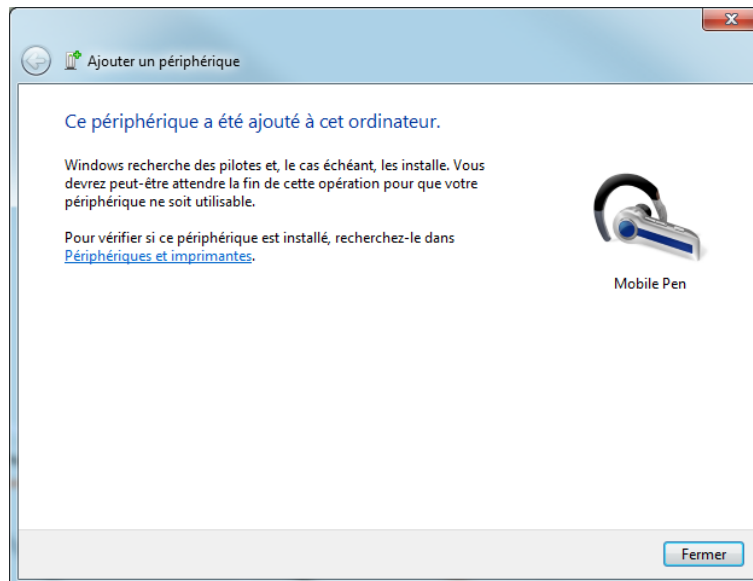 Ajouter un périphérique
Ce périphérique a été ajouté à cet ordinateur.
Windows recherche des pilotes et, le cas échéant, les installe. Vous
devrez peut-être attendre la fin de cette opération pour que votre
périphérique ne soit utilisable.
Pour vérifier si ce périphérique est installé, recherchez-le dans
Périphériques et imprimantes.
Mobile Pen
Fermer